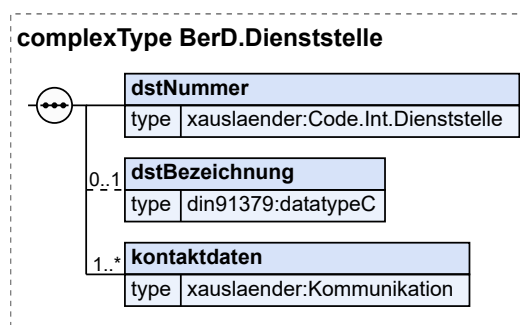 complexType BerD.Dienststelle
dstNummer
type xauslaender:Code.Int.Dienststelle
0..1 dstBezeichnung
type din91379:datatypeC
1..* kontaktdaten
type xauslaender:Kommunikation